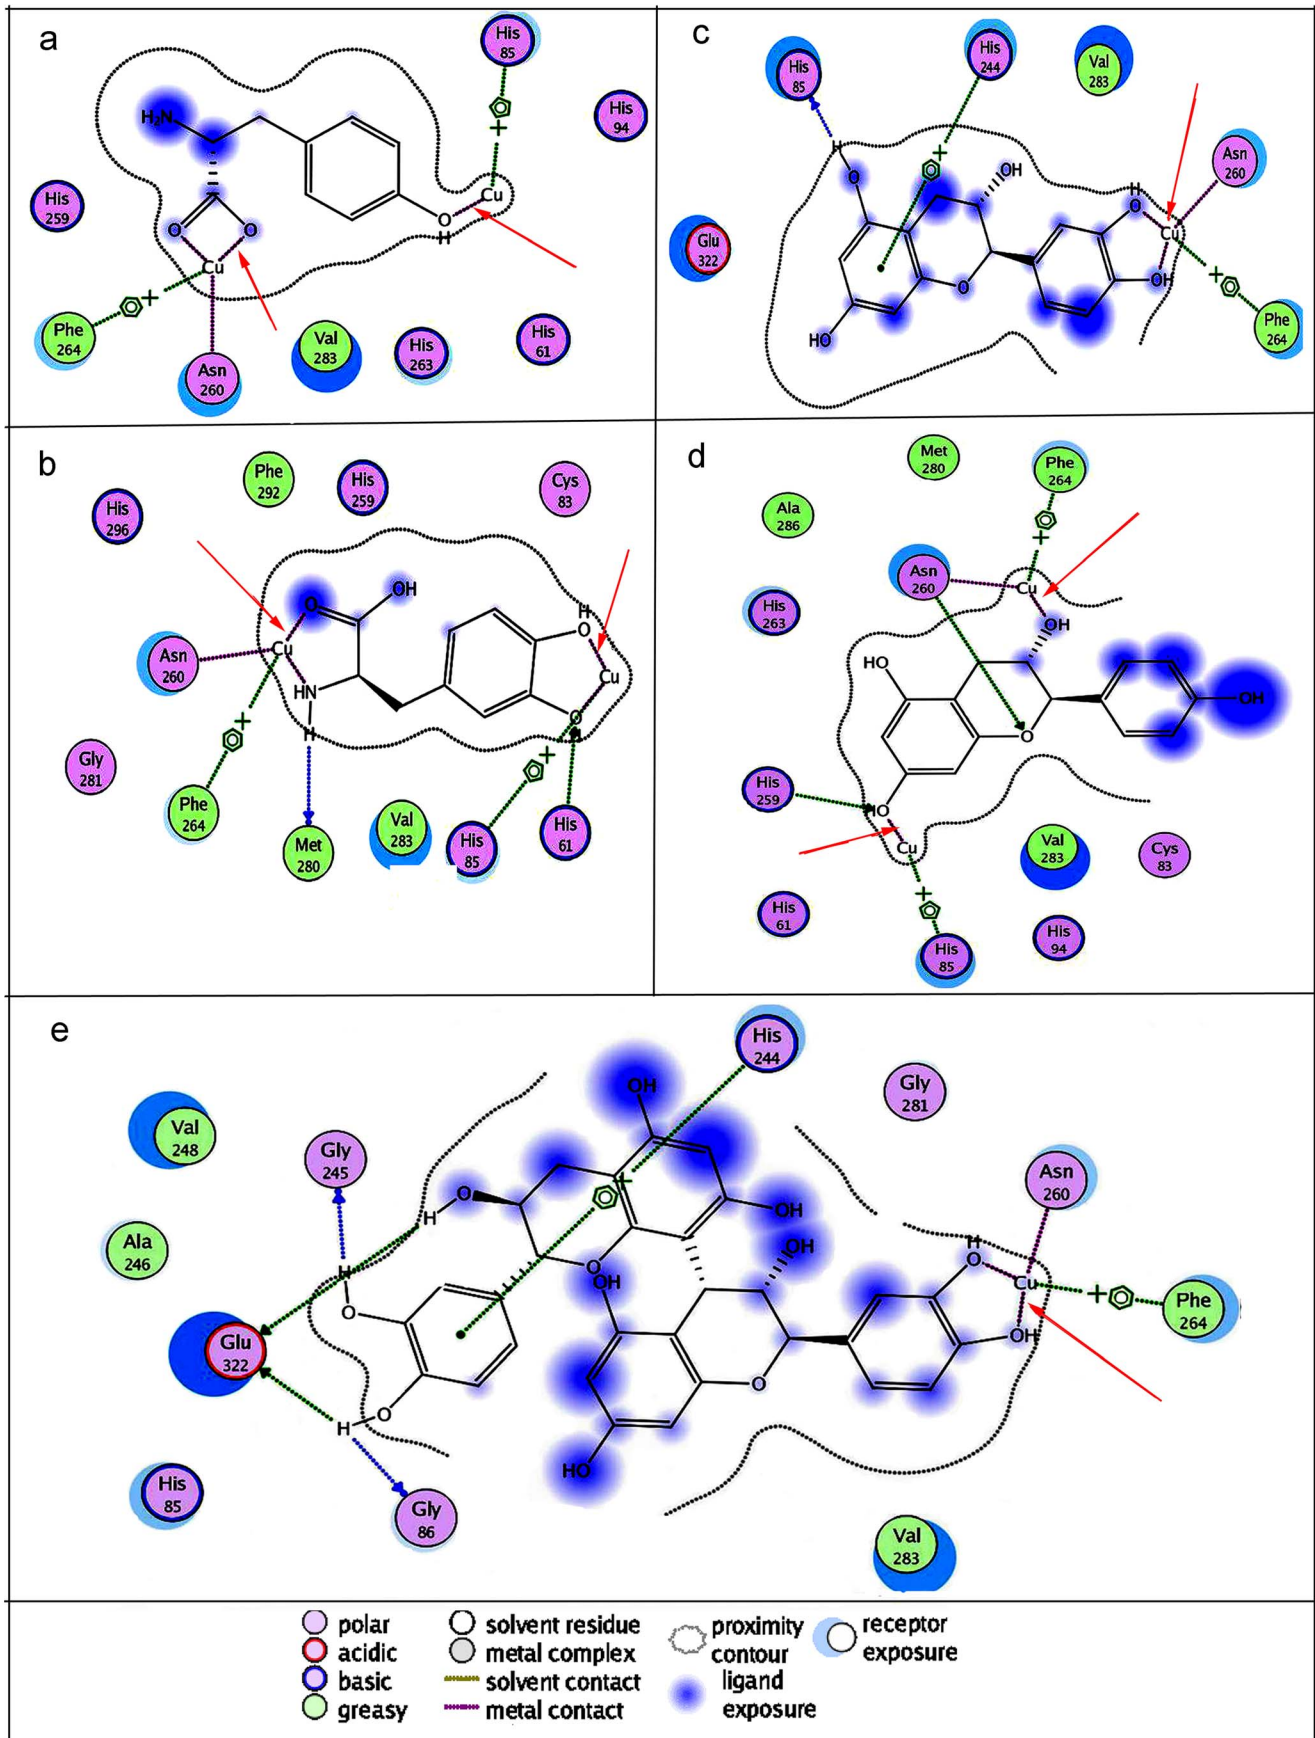 a
His
85
H₂N
His
94
His
259
O
O
Cu
O
H
Cu
Phe
264
Asn
260
Val
283
His
263
His
61
c
His
85
His
244
Val
283
Asn
260
H
O
OH
H
O
Cu
Glu
322
O
OH
HO
Phe
264
b
Phe
292
His
259
Cys
83
His
296
O
OH
H
O
Asn
260
Cu
Cu
HN
H
O
Gly
281
Phe
264
Met
280
Val
283
His
85
His
61
d
Met
280
Phe
264
Ala
286
Asn
260
Cu
His
263
OH
HO
OH
O
His
259
HO
Cu
Val
283
Cys
83
His
61
His
94
His
85
e
His
244
Gly
281
OH
Val
248
Gly
245
Asn
260
O
H
OH
OH
H
O
Ala
246
O
OH
H
O
Cu
Phe
264
OH
Glu
322
O
H
O
HO
His
85
Gly
86
Val
283
polar
acidic
basic
greasy
solvent residue
metal complex
solvent contact
metal contact
proximity
contour
ligand
exposure
receptor
exposure